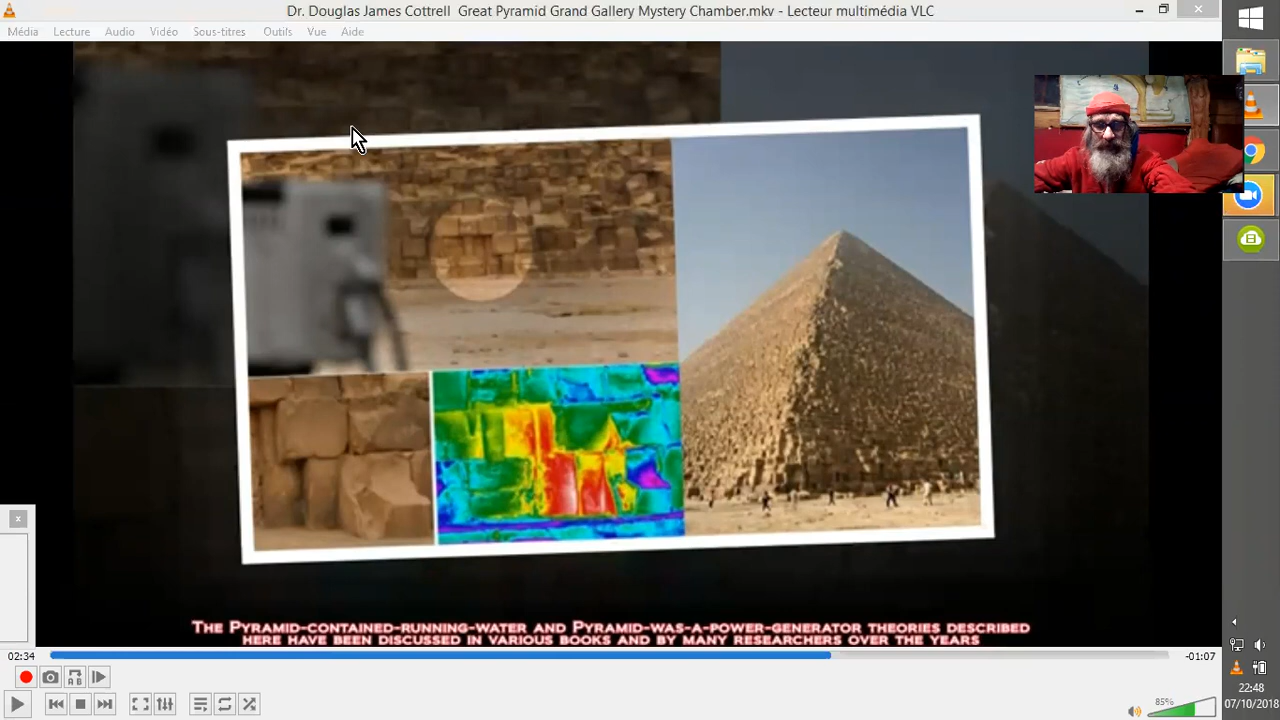 Dr. Douglas James Cottrell  Great Pyramid Grand Gallery Mystery Chamber.mkv - Lecteur multimédia VLC
Média Lecture Audio Vidéo Sous-titres Outils Vue Aide
The Pyramid-contained-running-water and Pyramid-was-a-power-generator theories described
here have been discussed in various books and by many researchers over the years
02:34
-01:07
85%
22:48
07/10/2018